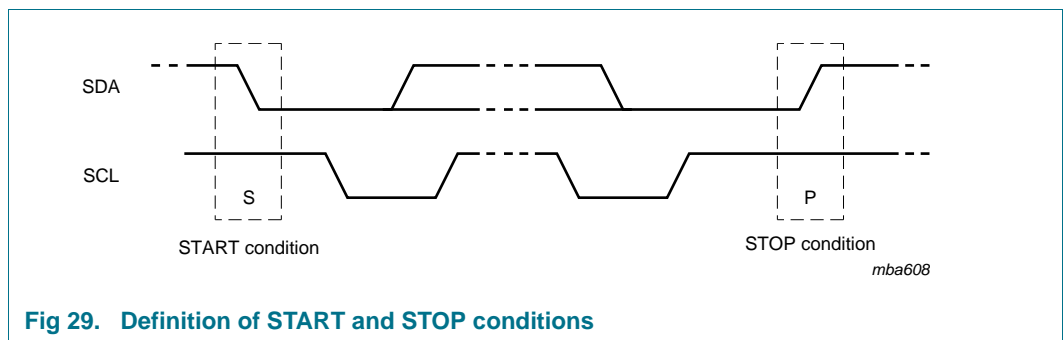 SDA
SCL
S
P
START condition
STOP condition
mba608
Fig 29. Definition of START and STOP conditions